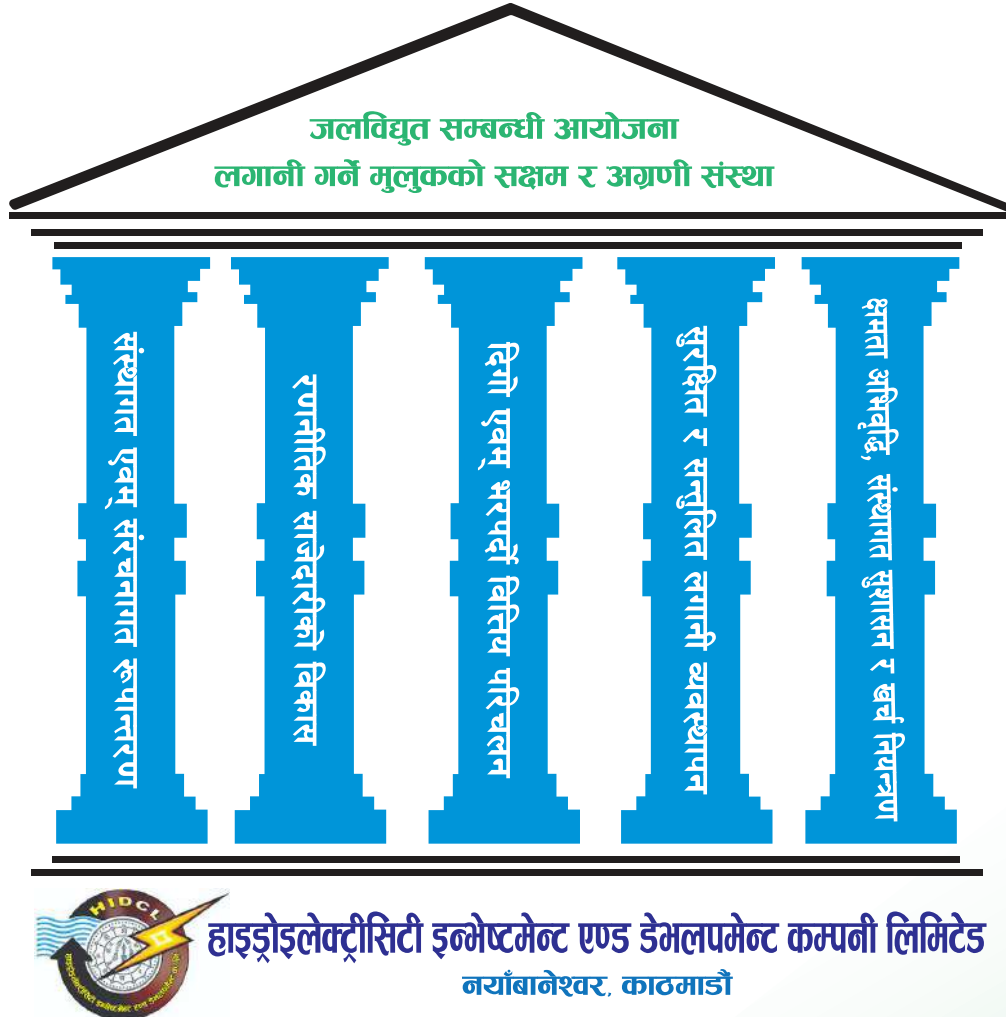 जलविद्युत सम्बन्धी आयोजना
लगानी गर्ने मुलुकको सक्षम र अग्रणी संस्था
संस्थागत एवम् संरचनागत रूपान्तरण
रणनीतिक साझेदारीको विकास
दिगो एवम् भरपर्दो वित्तिय परिचलन
सुरक्षित र सन्तुलित लगानी व्यवस्थापन
क्षमता अभिवृद्धि, संस्थागत सुशासन र खर्च नियन्त्रण
HIDCL
हाइड्रोइलेक्ट्रीसिटी इन्भेष्टमेन्ट एण्ड डेभलपमेन्ट कम्पनी लिमिटेड
नयाँबानेश्वर, काठमाडौं